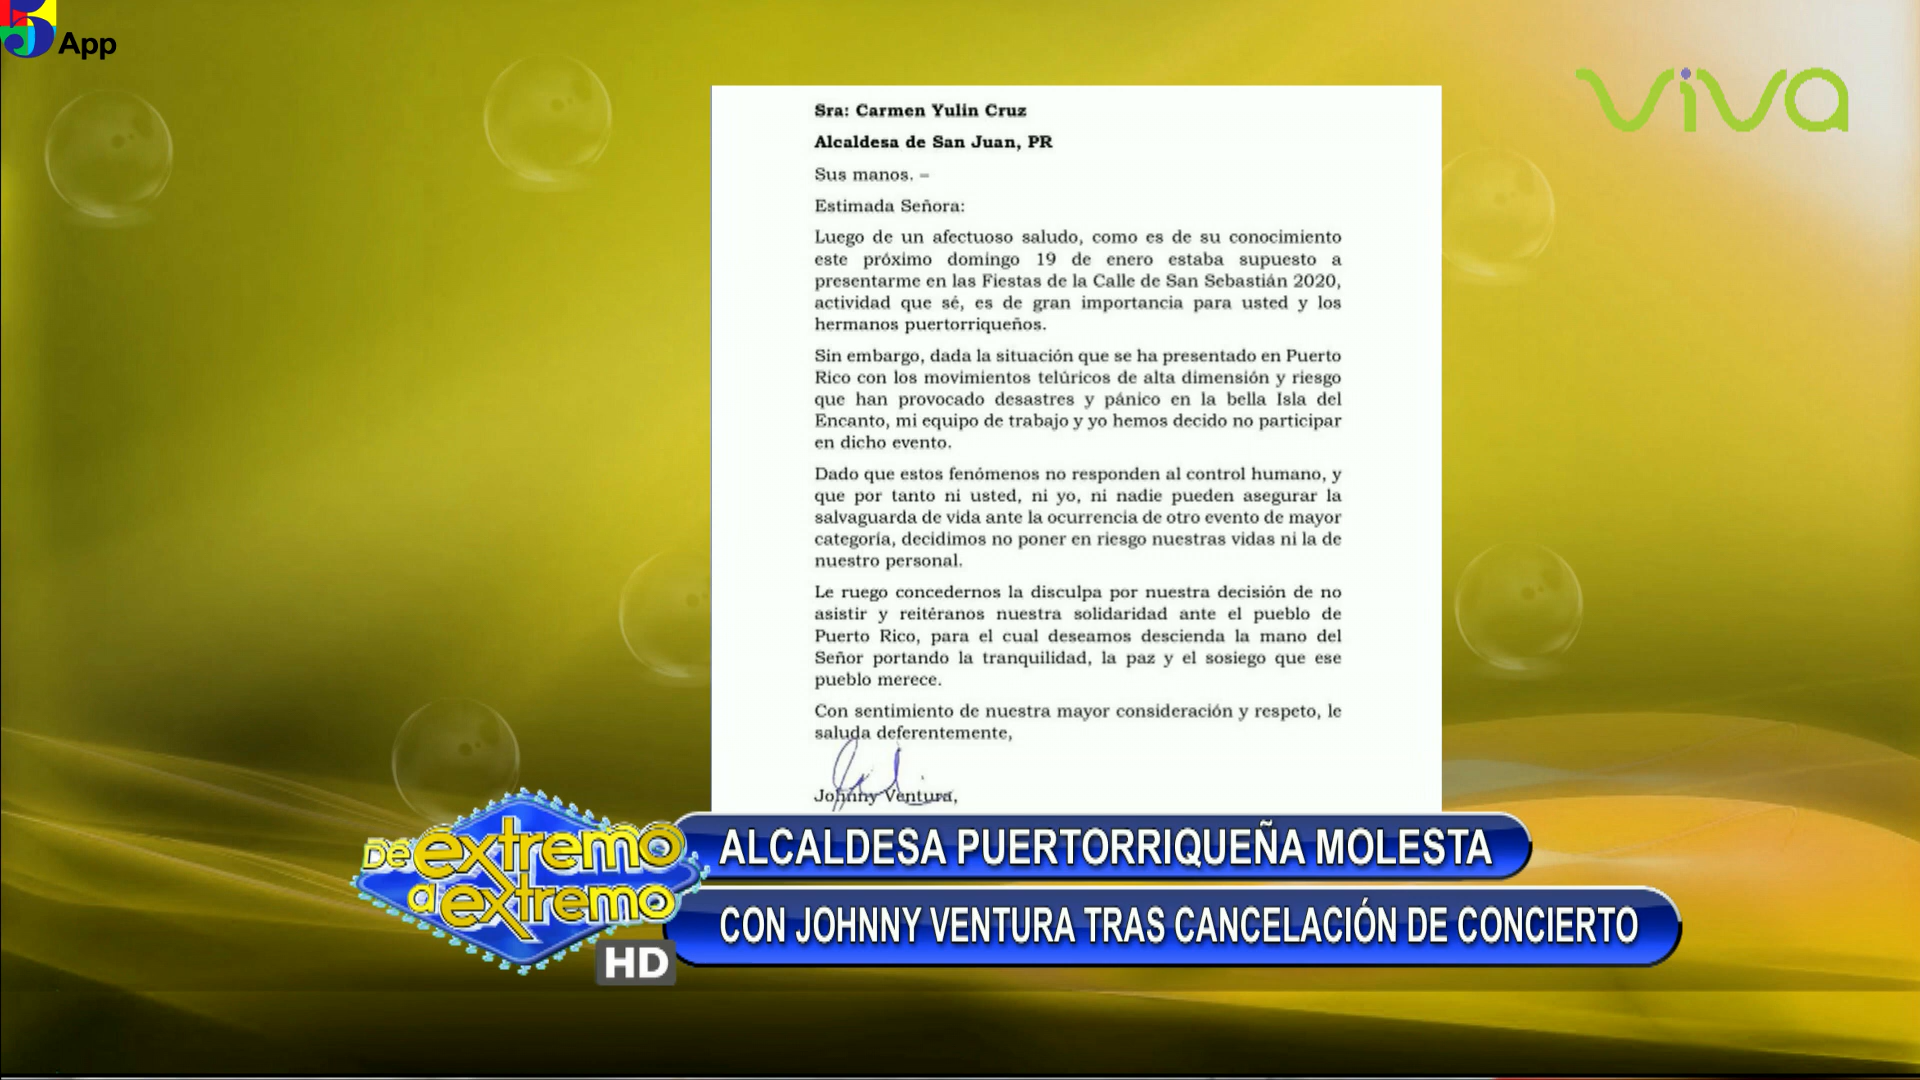 5
App
viva
Sra: Carmen Yulin Cruz
Alcaldesa de San Juan, PR
Sus manos. –
Estimada Señora:
Luego de un afectuoso saludo, como es de su conocimiento
este próximo domingo 19 de enero estaba supuesto a
presentarme en las Fiestas de la Calle de San Sebastián 2020,
actividad que sé, es de gran importancia para usted y los
hermanos puertorriqueños.
Sin embargo, dada la situación que se ha presentado en Puerto
Rico con los movimientos telúricos de alta dimensión y riesgo
que han provocado desastres y pánico en la bella Isla del
Encanto, mi equipo de trabajo y yo hemos decido no participar
en dicho evento.
Dado que estos fenómenos no responden al control humano, y
que por tanto ni usted, ni yo, ni nadie pueden asegurar la
salvaguarda de vida ante la ocurrencia de otro evento de mayor
categoría, decidimos no poner en riesgo nuestras vidas ni la de
nuestro personal.
Le ruego concedernos la disculpa por nuestra decisión de no
asistir y reitéranos nuestra solidaridad ante el pueblo de
Puerto Rico, para el cual deseamos descienda la mano del
Señor portando la tranquilidad, la paz y el sosiego que ese
pueblo merece.
Con sentimiento de nuestra mayor consideración y respeto, le
saluda deferentemente,
Johnny Ventura,
De extremo
a extremo
HD
ALCALDESA PUERTORRIQUEÑA MOLESTA
CON JOHNNY VENTURA TRAS CANCELACIÓN DE CONCIERTO